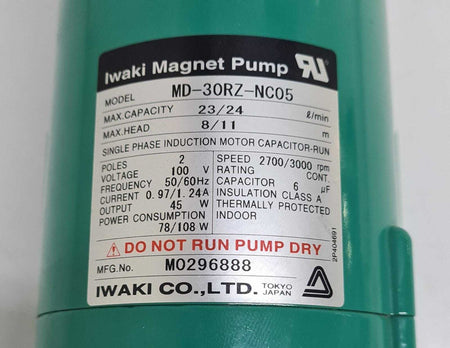 Iwaki Magnet Pump
MODEL MD-30RZ-NC05
MAX.CAPACITY 23/24 ℓ/min
MAX.HEAD 8/11 m
SINGLE PHASE INDUCTION MOTOR CAPACITOR-RUN
POLES 2 SPEED 2700/3000 rpm
VOLTAGE 100 V RATING CONT.
FREQUENCY 50/60Hz CAPACITOR 6 μF
CURRENT 0.97/1.24A INSULATION CLASS A
OUTPUT 45 W THERMALLY PROTECTED
POWER CONSUMPTION INDOOR
78/108 W
DO NOT RUN PUMP DRY
MFG.No. M0296888
IWAKI CO.,LTD. TOKYO JAPAN
2P404691